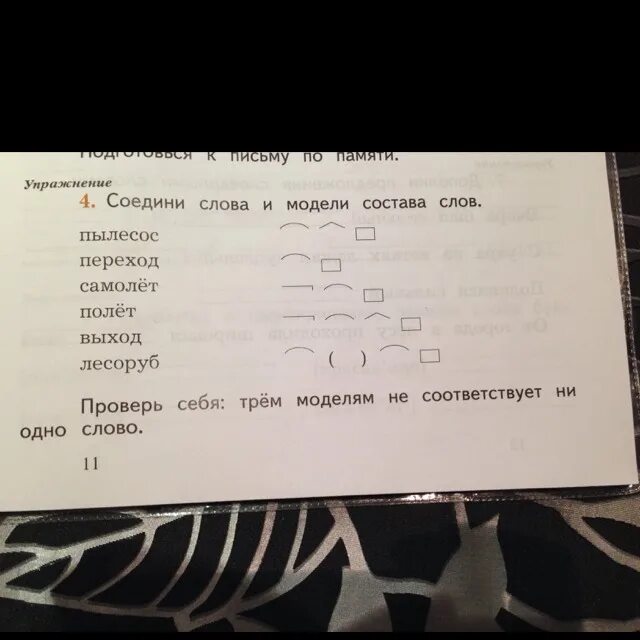 Подготовься к письму по памяти.
Упражнение
4. Соедини слова и модели состава слов.
пылесос
переход
самолёт
полёт
выход
лесоруб
( )
Проверь себя: трём моделям не соответствует ни
одно слово.
11